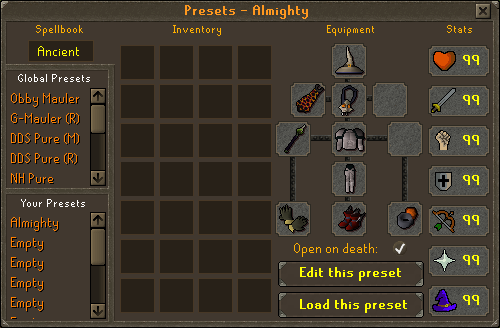 Presets - Almighty
Spellbook
Inventory
Equipment
Stats
Ancient
Global Presets
Obby Mauler
G-Mauler (R)
DDS Pure (M)
DDS Pure (R)
NH Pure
Your Presets
Almighty
Empty
Empty
Empty
Empty
99
99
99
99
99
99
99
Open on death:
Edit this preset
Load this preset